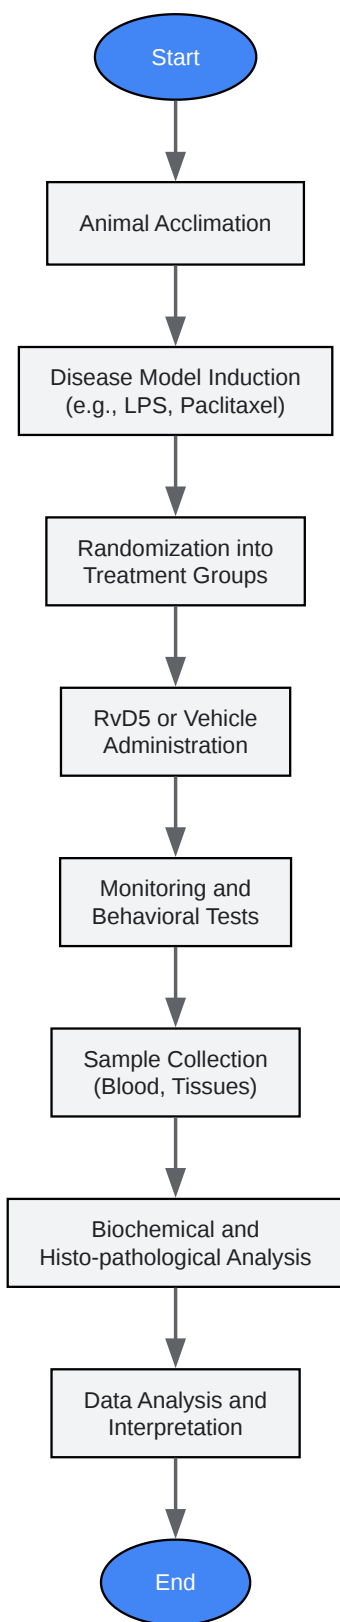 Start
Animal Acclimation
Disease Model Induction
(e.g., LPS, Paclitaxel)
Randomization into
Treatment Groups
RvD5 or Vehicle
Administration
Monitoring and
Behavioral Tests
Sample Collection
(Blood, Tissues)
Biochemical and
Histo-pathological Analysis
Data Analysis and
Interpretation
End